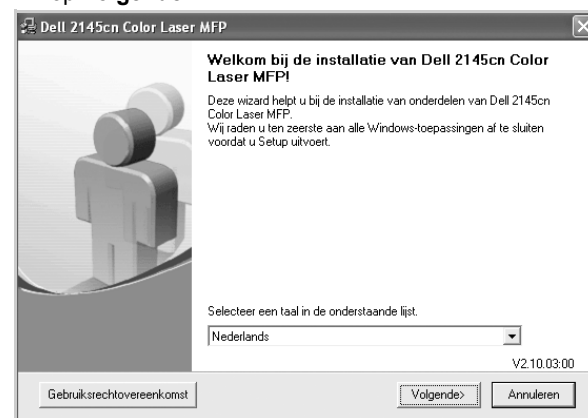 Dell 2145cn Color Laser MFP
Welkom bij de installatie van Dell 2145cn Color
Laser MFP!
Deze wizard helpt u bij de installatie van onderdelen van Dell 2145cn
Color Laser MFP.
Wij raden u ten zeerste aan alle Windows-toepassingen af te sluiten
voordat u Setup uitvoert.
Selecteer een taal in de onderstaande lijst.
Nederlands
V2.10.03:00
Gebruiksrechtovereenkomst
Volgende>
Annuleren